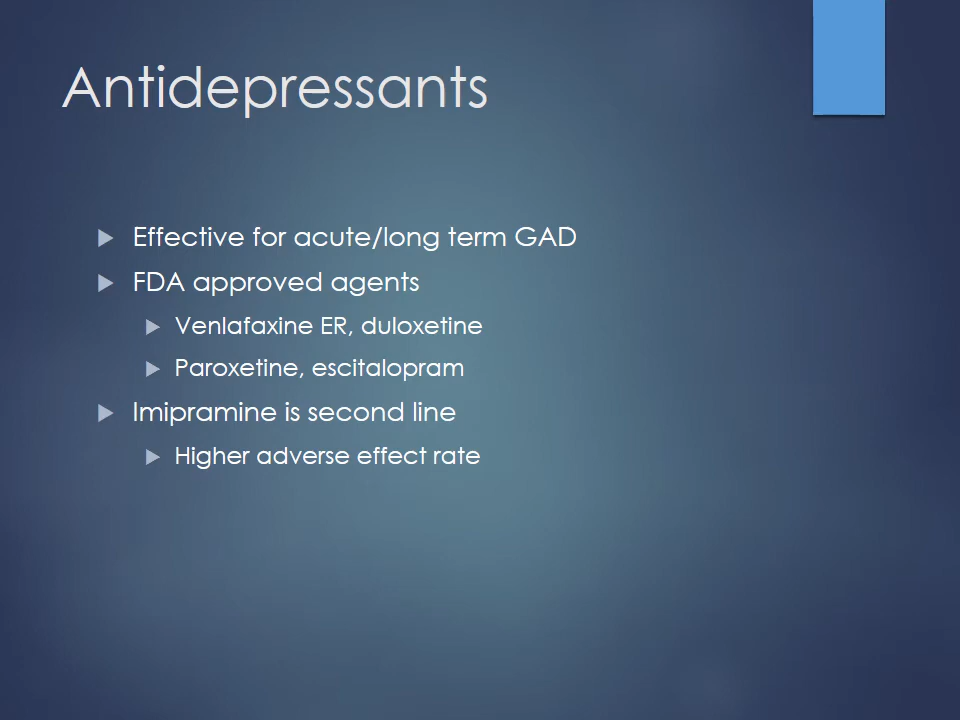 Antidepressants
Effective for acute/long term GAD
FDA approved agents
Venlafaxine ER, duloxetine
Paroxetine, escitalopram
Imipramine is second line
Higher adverse effect rate